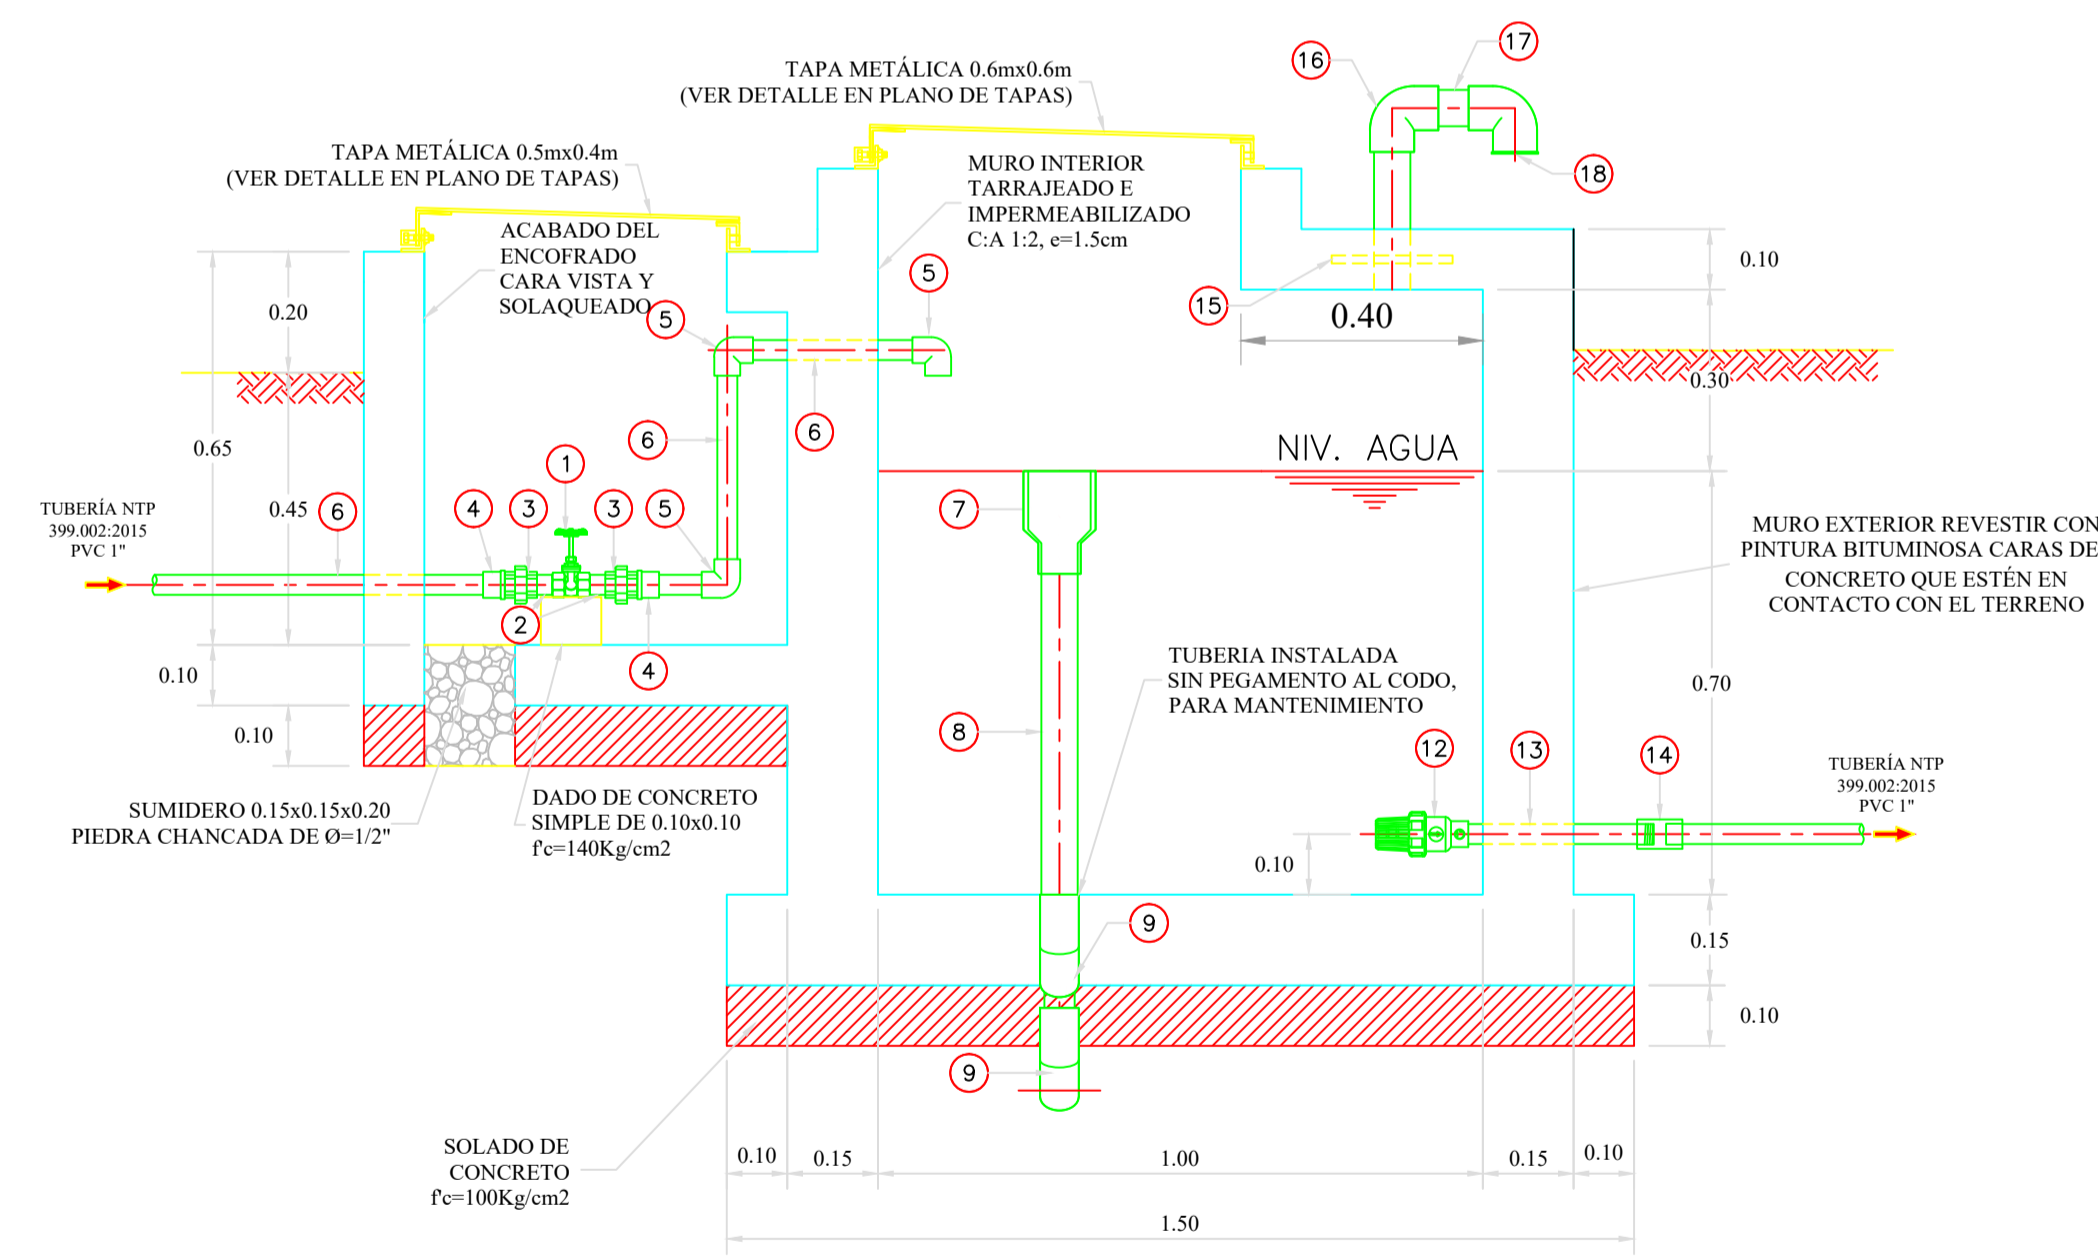 17
16
TAPA METÁLICA 0.6mx0.6m
(VER DETALLE EN PLANO DE TAPAS)
TAPA METÁLICA 0.5mx0.4m
(VER DETALLE EN PLANO DE TAPAS)
MURO INTERIOR
TARRAJEADO E
IMPERMEABILIZADO
C:A 1:2, e=1.5cm
18
ACABADO DEL
ENCOFRADO
CARA VISTA Y
SOLAQUEADO
5
5
15
0.10
0.20
0.40
0.30
6
6
0.65
NIV. AGUA
1
0.45
TUBERÍA NTP
399.002:2015
PVC 1"
6
4
3
3
5
7
MURO EXTERIOR REVESTIR CON
PINTURA BITUMINOSA CARAS DE
CONCRETO QUE ESTÉN EN
CONTACTO CON EL TERRENO
2
4
0.10
TUBERIA INSTALADA
SIN PEGAMENTO AL CODO,
PARA MANTENIMIENTO
0.70
0.10
8
12
13
14
TUBERÍA NTP
399.002:2015
PVC 1"
SUMIDERO 0.15x0.15x0.20
PIEDRA CHANCADA DE Ø=1/2"
DADO DE CONCRETO
SIMPLE DE 0.10x0.10
f'c=140Kg/cm2
0.10
9
0.15
0.10
9
SOLADO DE
CONCRETO
f'c=100Kg/cm2
0.10
0.15
1.00
0.15
0.10
1.50